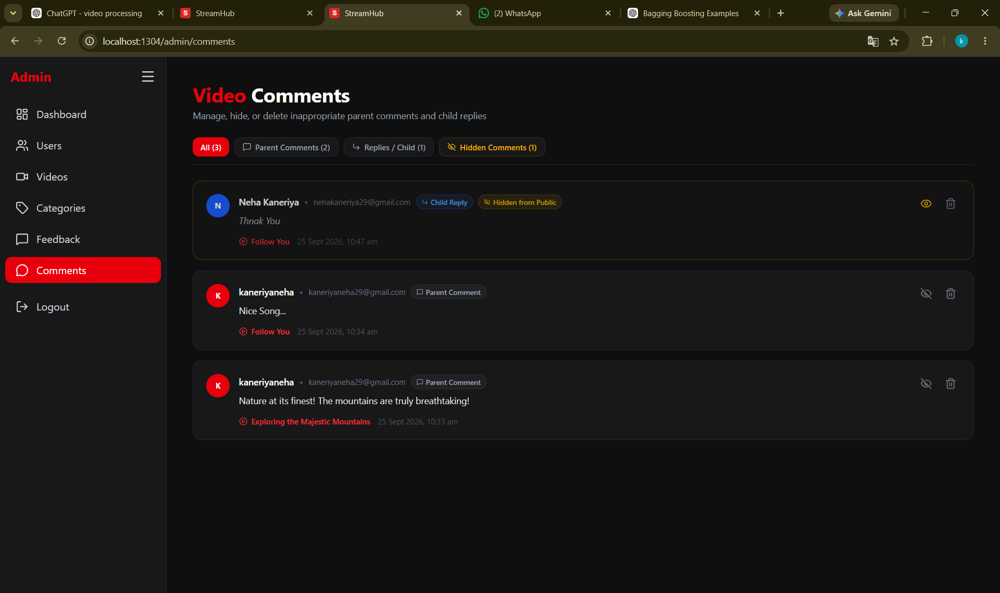 ChatGPT - video processing
StreamHub
StreamHub
(2) WhatsApp
Bagging Boosting Examples
Ask Gemini
localhost:1304/admin/comments
k
Admin
Dashboard
Users
Videos
Categories
Feedback
Comments
Logout
Video Comments
Manage, hide, or delete inappropriate parent comments and child replies
All (3)
Parent Comments (2)
Replies / Child (1)
Hidden Comments (1)
N
Neha Kaneriya • nehakaneriya29@gmail.com Child Reply Hidden from Public
Thnak You
Follow You 25 Sept 2026, 10:47 am
K
kaneriyaneha • kaneriyaneha29@gmail.com Parent Comment
Nice Song...
Follow You 25 Sept 2026, 10:34 am
K
kaneriyaneha • kaneriyaneha29@gmail.com Parent Comment
Nature at its finest! The mountains are truly breathtaking!
Exploring the Majestic Mountains 25 Sept 2026, 10:33 am